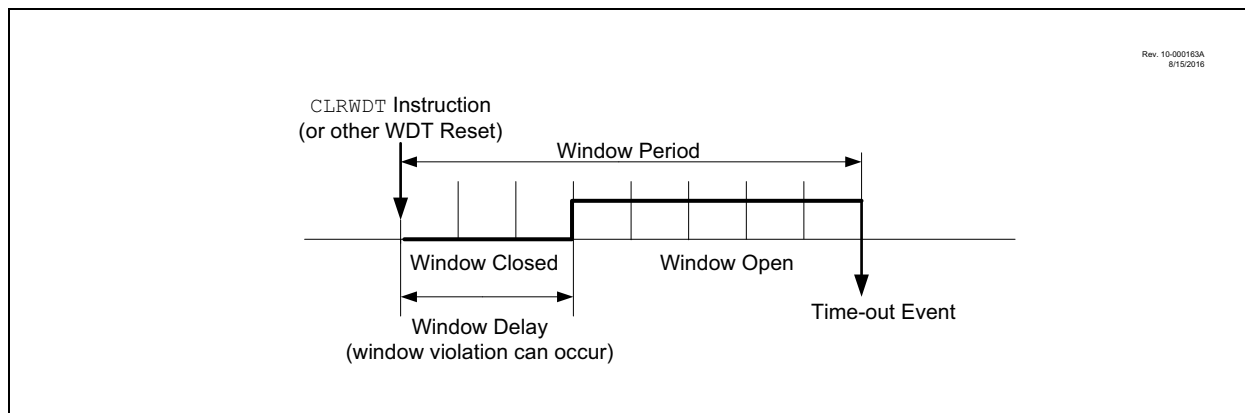 Rev. 10-000163A
8/15/2016
CLRWDT Instruction
(or other WDT Reset)
Window Period
Window Closed
Window Open
Window Delay
(window violation can occur)
Time-out Event